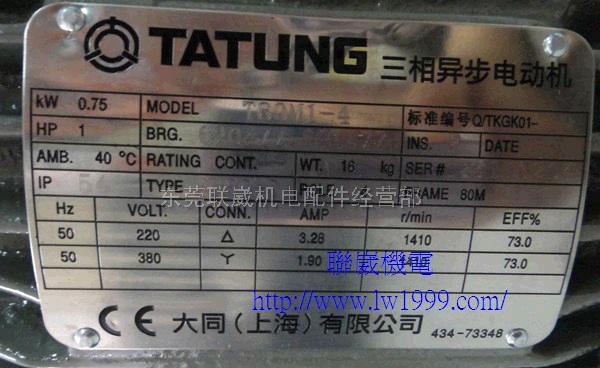 TATUNG 三相异步电动机
kW 0.75 MODEL 标准编号 Q/TKGK01-
HP 1 BRG. INS.
AMB. 40 ℃ RATING CONT. WT. 16 kg SER #
IP TYPE POLE FRAME 80M
东莞联崴机电配件经营部
Hz VOLT. CONN. AMP r/min EFF%
50 220 Δ 3.28 1410 73.0
50 380 Y 1.90 73.0
聯崴機電
http://www.lw1999.com/
CE 大同(上海)有限公司 434-73348